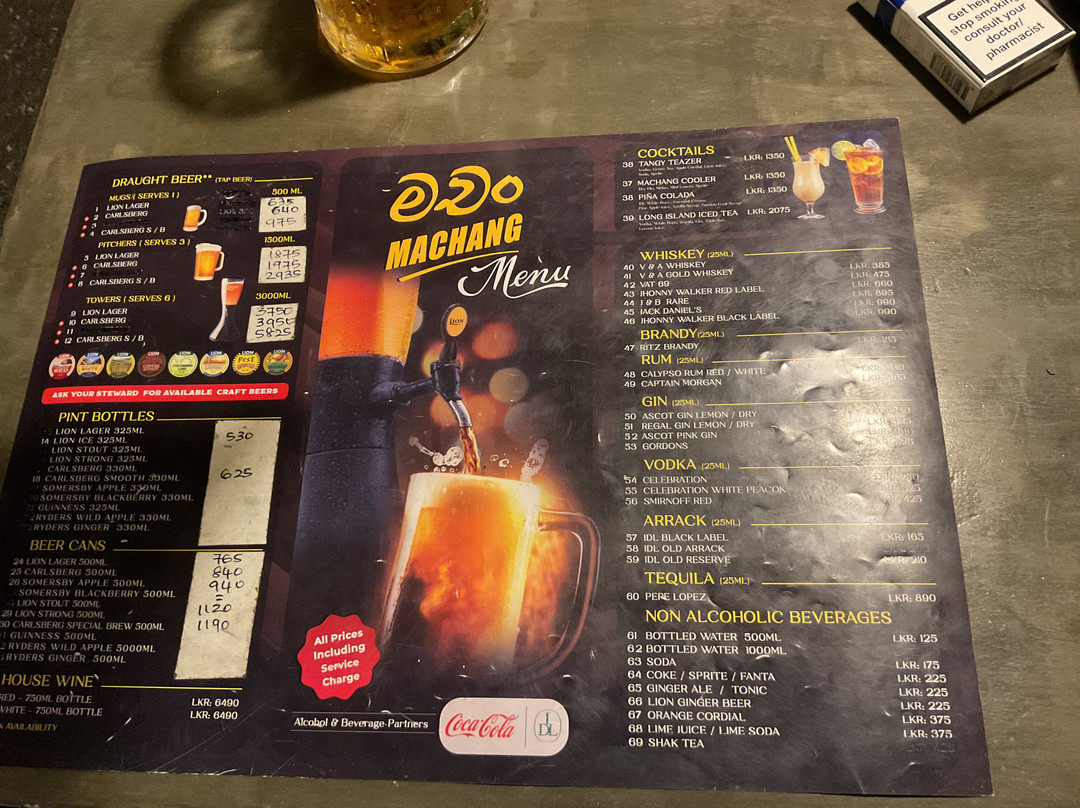 Get help
stop smoking
consult your
doctor/
pharmacist
DRAUGHT BEER** (TAP BEER)
MUGS ( SERVES 1 ) 500 ML
1 LION LAGER 635
2 CARLSBERG 640
3
4 CARLSBERG S / B 975
PITCHERS ( SERVES 3 ) 1500ML
5 LION LAGER 1875
6 CARLSBERG 1975
7
8 CARLSBERG S / B 2935
TOWERS ( SERVES 6 ) 3000ML
9 LION LAGER 3750
10 CARLSBERG 3950
11
12 CARLSBERG S / B 5825
ASK YOUR STEWARD FOR AVAILABLE CRAFT BEERS
PINT BOTTLES
LION LAGER 325ML 530
14 LION ICE 325ML
LION STOUT 325ML
LION STRONG 325ML
CARLSBERG 330ML 625
18 CARLSBERG SMOOTH 330ML
SOMERSBY APPLE 330ML
SOMERSBY BLACKBERRY 330ML
GUINNESS 325ML
RYDERS WILD APPLE 330ML
RYDERS GINGER 330ML
BEER CANS
24 LION LAGER 500ML 765
25 CARLSBERG 500ML 840
26 SOMERSBY APPLE 500ML 940
SOMERSBY BLACKBERRY 500ML =
LION STOUT 500ML 1120
29 LION STRONG 500ML 1190
30 CARLSBERG SPECIAL BREW 500ML
GUINNESS 500ML
RYDERS WILD APPLE 5000ML
RYDERS GINGER 500ML
HOUSE WINE
RED - 750ML BOTTLE LKR: 6490
WHITE - 750ML BOTTLE LKR: 6490
AVAILABILITY
මචං
MACHANG
Menu
LION
All Prices
Including
Service
Charge
Alcohol & Beverage-Partners
Coca-Cola
IDL
COCKTAILS
36 TANGY TEAZER LKR: 1350
37 MACHANG COOLER LKR: 1350
38 PIÑA COLADA LKR: 1350
39 LONG ISLAND ICED TEA LKR: 2075
WHISKEY (25ML)
40 V & A WHISKEY LKR: 385
41 V & A GOLD WHISKEY LKR: 475
42 VAT 69 LKR: 660
43 JHONNY WALKER RED LABEL LKR: 895
44 J & B RARE LKR: 990
45 JACK DANIEL'S LKR: 990
46 JHONNY WALKER BLACK LABEL
BRANDY (25ML)
47 RITZ BRANDY LKR: 215
RUM (25ML)
48 CALYPSO RUM RED / WHITE
49 CAPTAIN MORGAN
GIN (25ML)
50 ASCOT GIN LEMON / DRY
51 REGAL GIN LEMON / DRY
52 ASCOT PINK GIN
53 GORDONS
VODKA (25ML)
54 CELEBRATION
55 CELEBRATION WHITE PEACOK
56 SMIRNOFF RED
ARRACK (25ML)
57 IDL BLACK LABEL LKR: 165
58 IDL OLD ARRACK
59 IDL OLD RESERVE LKR: 210
TEQUILA (25ML)
60 PEPE LOPEZ LKR: 890
NON ALCOHOLIC BEVERAGES
61 BOTTLED WATER 500ML LKR: 125
62 BOTTLED WATER 1000ML
63 SODA LKR: 175
64 COKE / SPRITE / FANTA LKR: 225
65 GINGER ALE / TONIC LKR: 225
66 LION GINGER BEER LKR: 225
67 ORANGE CORDIAL LKR: 375
68 LIME JUICE / LIME SODA LKR: 375
69 SHAK TEA